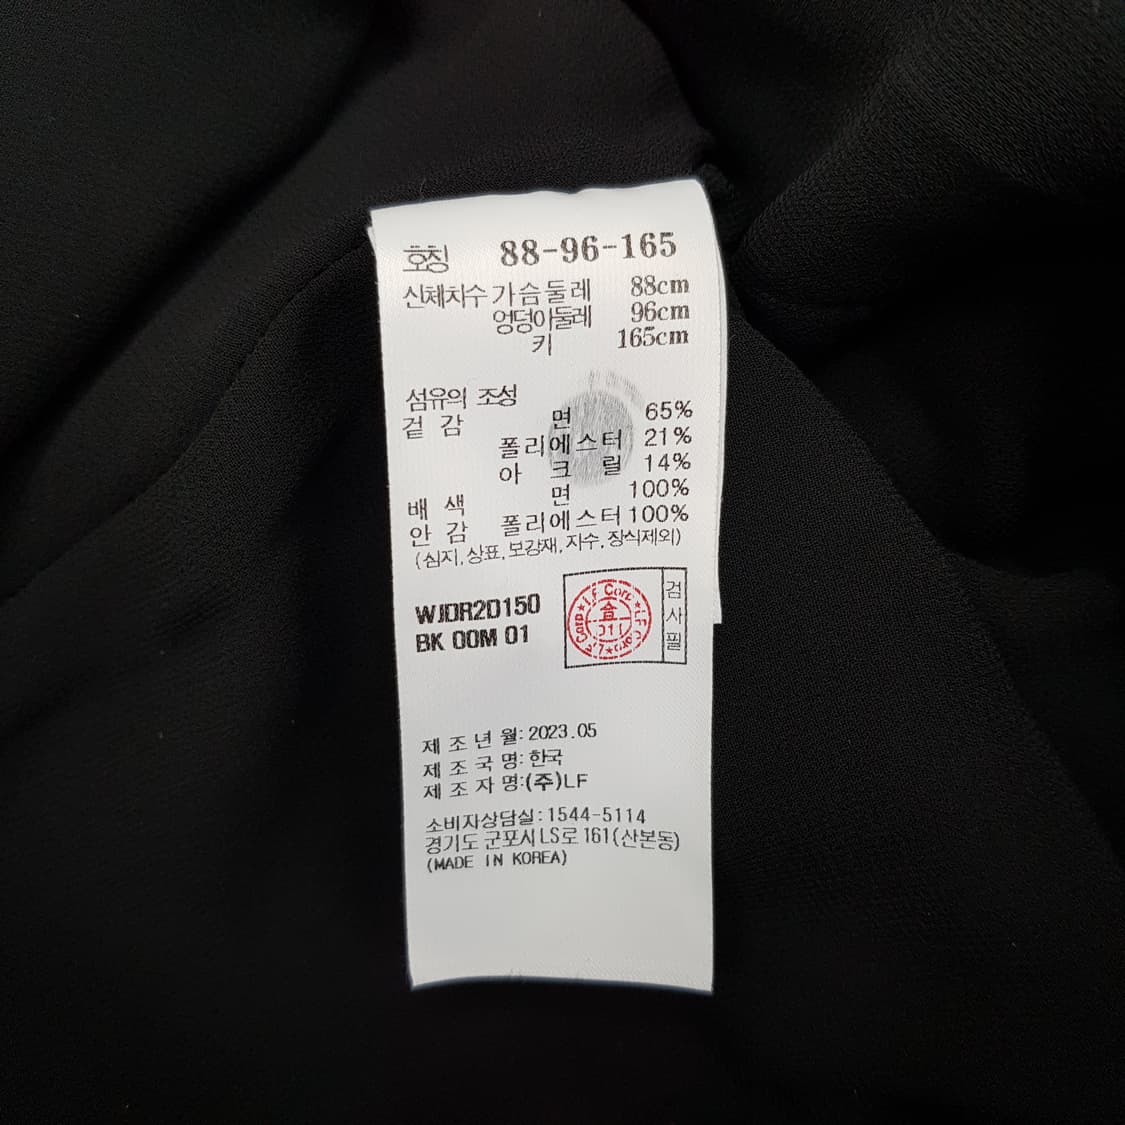 호칭 88-96-165
신체치수 가슴둘레 88cm
엉덩이둘레 96cm
키 165cm
섬유의 조성
겉 감 면 65%
폴리에스터 21%
아 크 릴 14%
배 색 면 100%
안 감 폴리에스터 100%
(심지,상표,보강재,자수,장식제외)
WJDR2D150
BK 00M 01
LF Corp ★ LF Corp ★ LF Corp ★
검사필
제 조 년 월: 2023.05
제 조 국 명: 한국
제 조 자 명:(주)LF
소비자상담실:1544-5114
경기도 군포시 LS로 161(산본동)
(MADE IN KOREA)